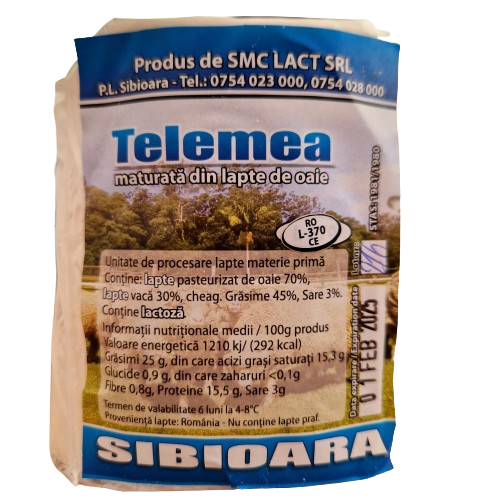 Produs de SMC LACT SRL
P.L. Sibioara - Tel.: 0754 023 000, 0754 028 000
Telemea
maturată din lapte de oaie
RO
L-370
CE
STAS: 1981/1980
Unitate de procesare lapte materie primă
Conține: lapte pasteurizat de oaie 70%,
lapte vacă 30%, cheag. Grăsime 45%, Sare 3%.
Conține lactoză.
Informații nutriționale medii / 100g produs
Valoare energetică 1210 kj/ (292 kcal)
Grăsimi 25 g, din care acizi grași saturați 15,3 g
Glucide 0,9 g, din care zaharuri <0,1g
Fibre 0,8g, Proteine 15,5 g, Sare 3g
Termen de valabilitate 6 luni la 4-8°C
Proveniență lapte: România - Nu conține lapte praf.
Data expirare / Expiration date
01 FEB 2025
SIBIOARA